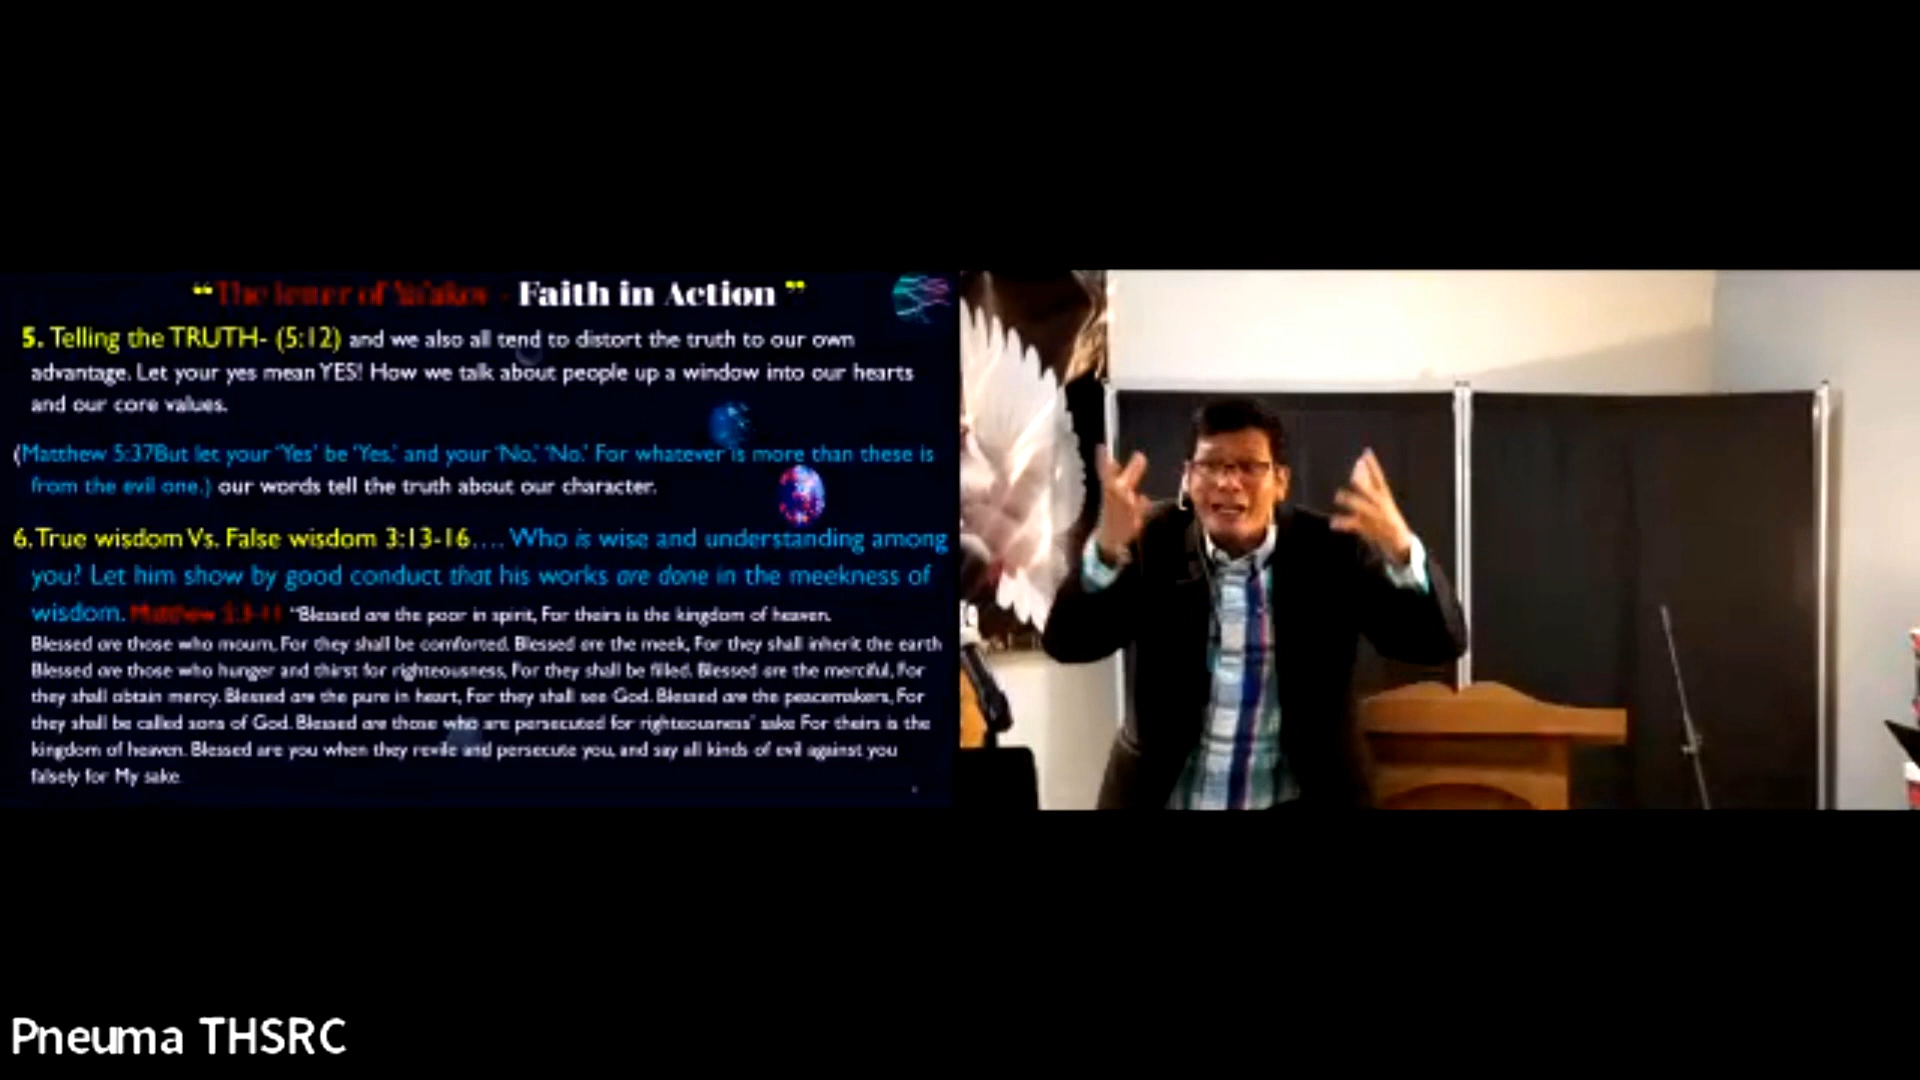 “The letter of Ya'akov - Faith in Action ”
5. Telling the TRUTH- (5:12) and we also all tend to distort the truth to our own
advantage. Let your yes mean YES! How we talk about people up a window into our hearts
and our core values.
(Matthew 5:37But let your ‘Yes’ be ‘Yes,’ and your ‘No,’ ‘No.’ For whatever is more than these is
from the evil one.) our words tell the truth about our character.
6. True wisdom Vs. False wisdom 3:13-16…. Who is wise and understanding among
you? Let him show by good conduct that his works are done in the meekness of
wisdom. Matthew 5:3-11 “Blessed are the poor in spirit, For theirs is the kingdom of heaven.
Blessed are those who mourn, For they shall be comforted. Blessed are the meek, For they shall inherit the earth
Blessed are those who hunger and thirst for righteousness, For they shall be filled. Blessed are the merciful, For
they shall obtain mercy. Blessed are the pure in heart, For they shall see God. Blessed are the peacemakers, For
they shall be called sons of God. Blessed are those who are persecuted for righteousness’ sake For theirs is the
kingdom of heaven. Blessed are you when they revile and persecute you, and say all kinds of evil against you
falsely for My sake.
Pneuma THSRC